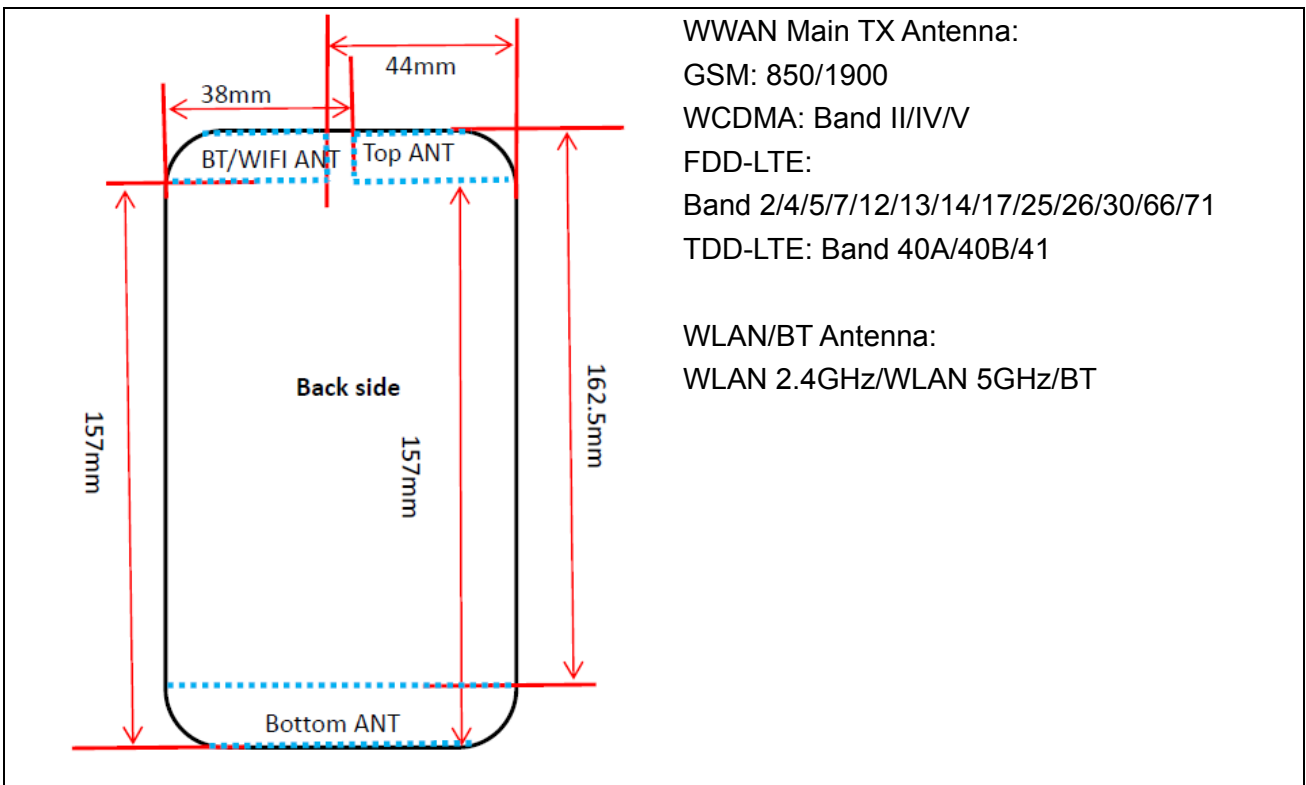 44mm
38mm
BT/WIFI ANT
Top ANT
Back side
157mm
157mm
162.5mm
Bottom ANT
WWAN Main TX Antenna:
GSM: 850/1900
WCDMA: Band II/IV/V
FDD-LTE:
Band 2/4/5/7/12/13/14/17/25/26/30/66/71
TDD-LTE: Band 40A/40B/41
WLAN/BT Antenna:
WLAN 2.4GHz/WLAN 5GHz/BT